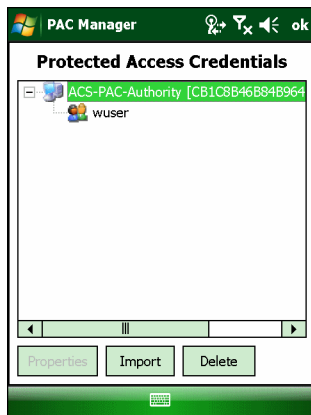 PAC Manager ok
Protected Access Credentials
ACS-PAC-Authority [CB1C8B46B84B964
wuser
Properties Import Delete